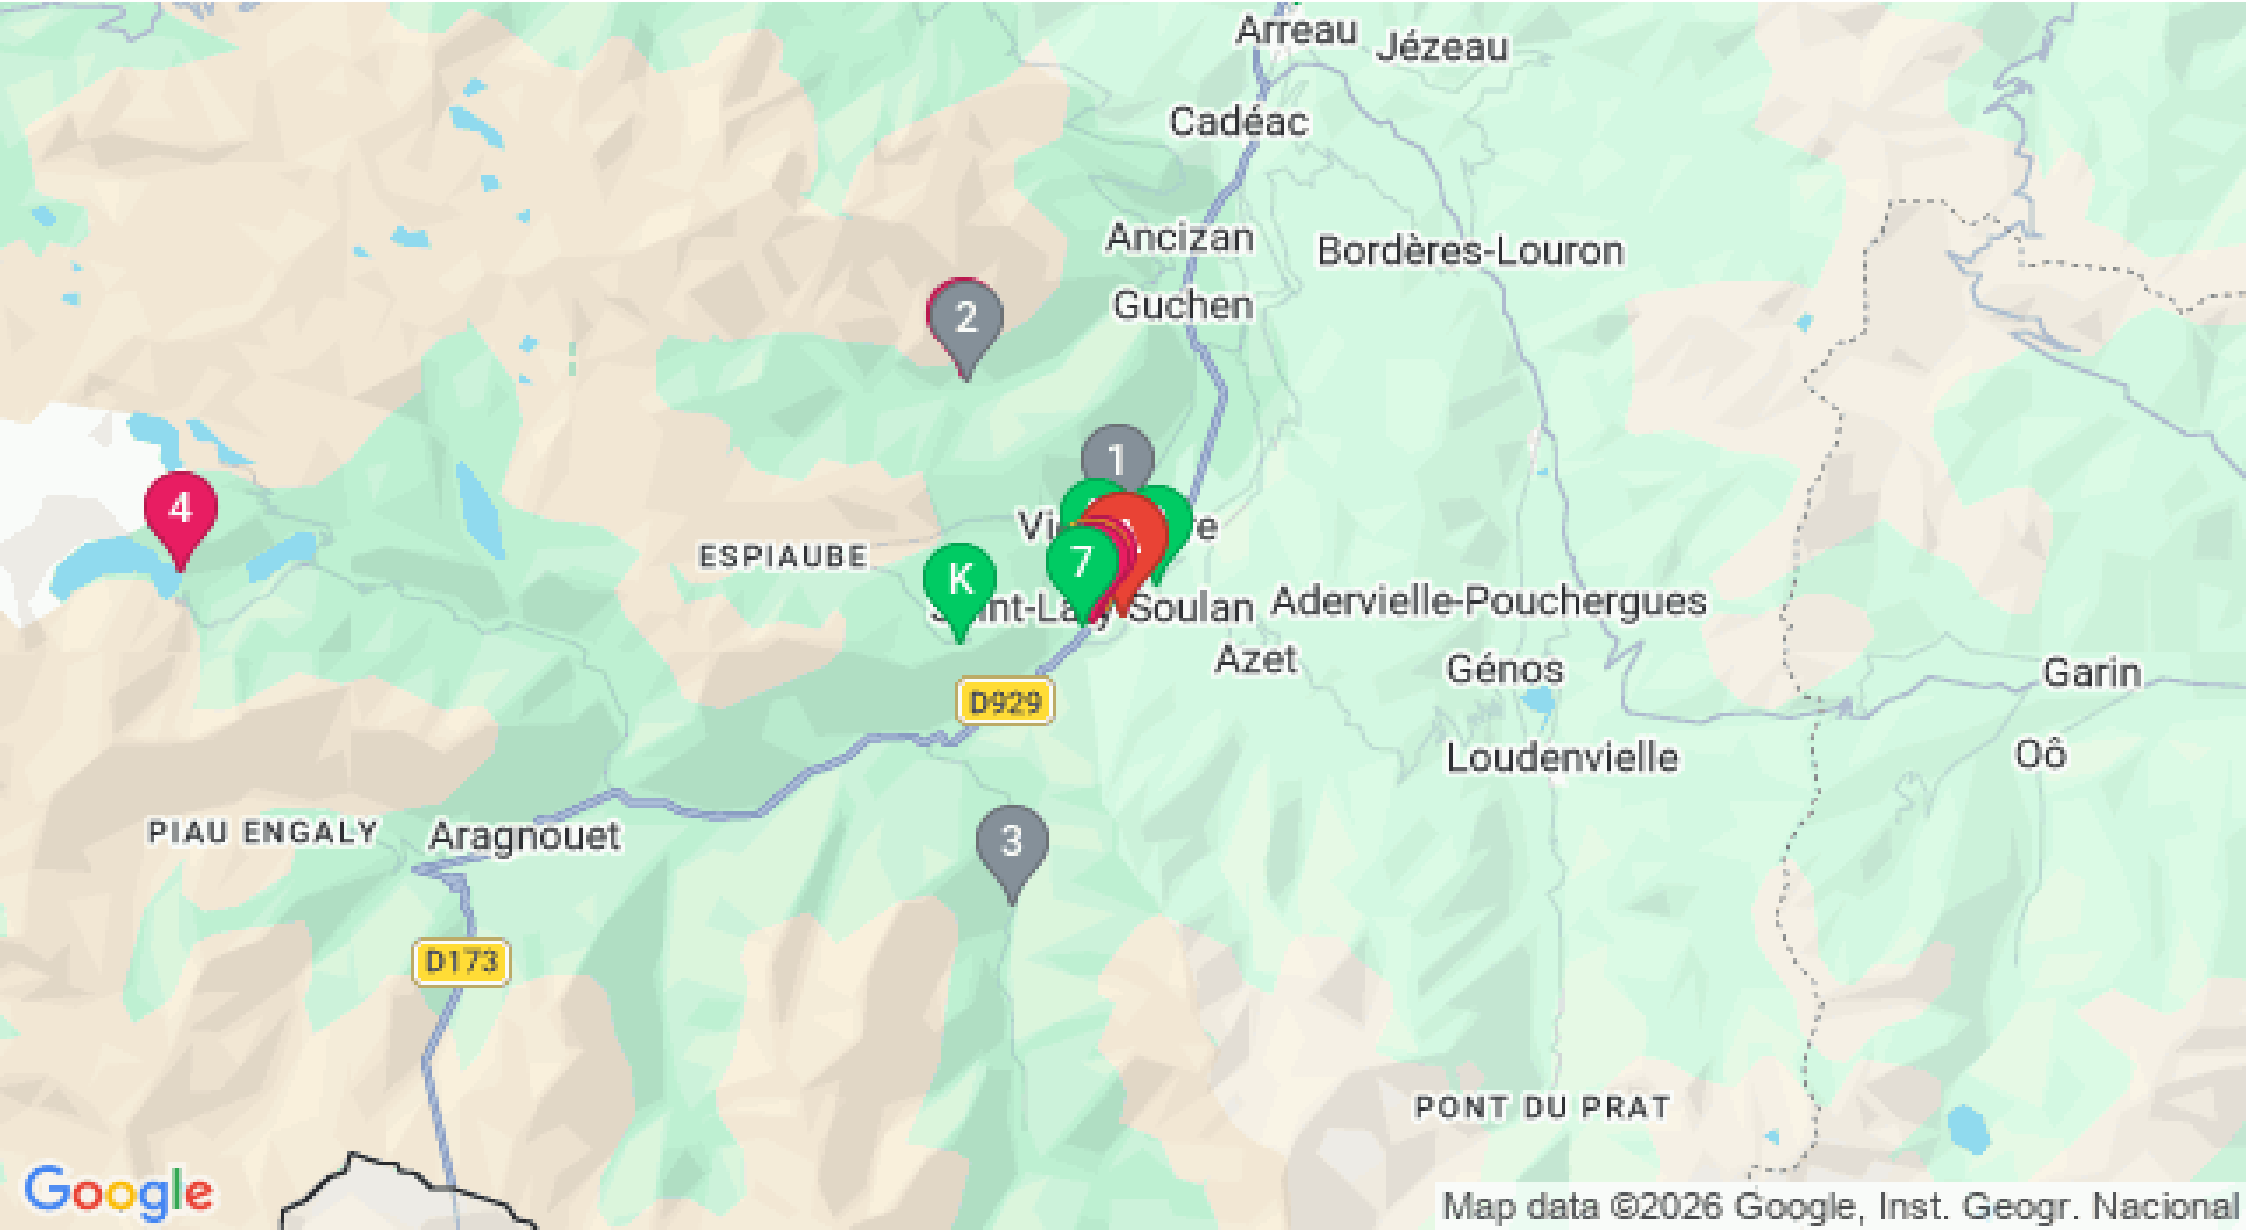 Arreau
Jézeau
Cadéac
Ancizan
Bordères-Louron
Guchen
2
1
4
ESPIAUBE
7
K
Soulan
Adervielle-Pouchergues
Azet
Génos
Garin
D929
Loudenvielle
Oô
PIAU ENGALY
Aragnouet
3
D173
PONT DU PRAT
Google
Map data ©2026 Google, Inst. Geogr. Nacional